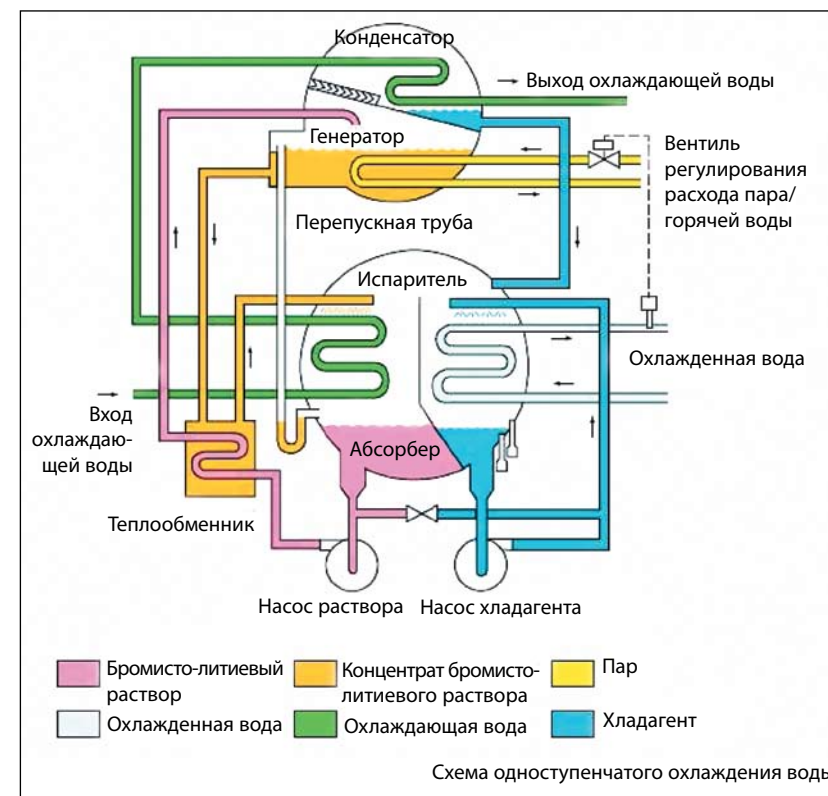 Конденсатор
Выход охлаждающей воды
Генератор
Вентиль
регулирования
расхода пара/
горячей воды
Перепускная труба
Испаритель
Охлажденная вода
Вход
охлаждаю-
щей воды
Абсорбер
Теплообменник
Насос раствора
Насос хладагента
Бромисто-литиевый
раствор
Концентрат бромисто-
литиевого раствора
Пар
Охлажденная вода
Охлаждающая вода
Хладагент
Схема одноступенчатого охлаждения воды